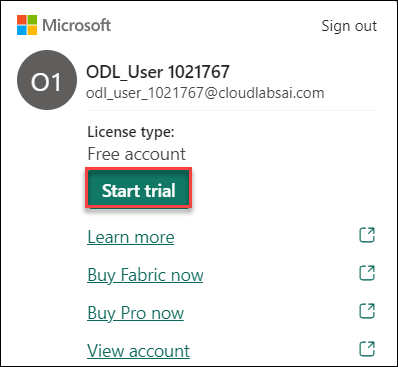 Microsoft Sign out
O1
ODL_User 1021767
odl_user_1021767@cloudlabsai.com
License type:
Free account
Start trial
Learn more
Buy Fabric now
Buy Pro now
View account